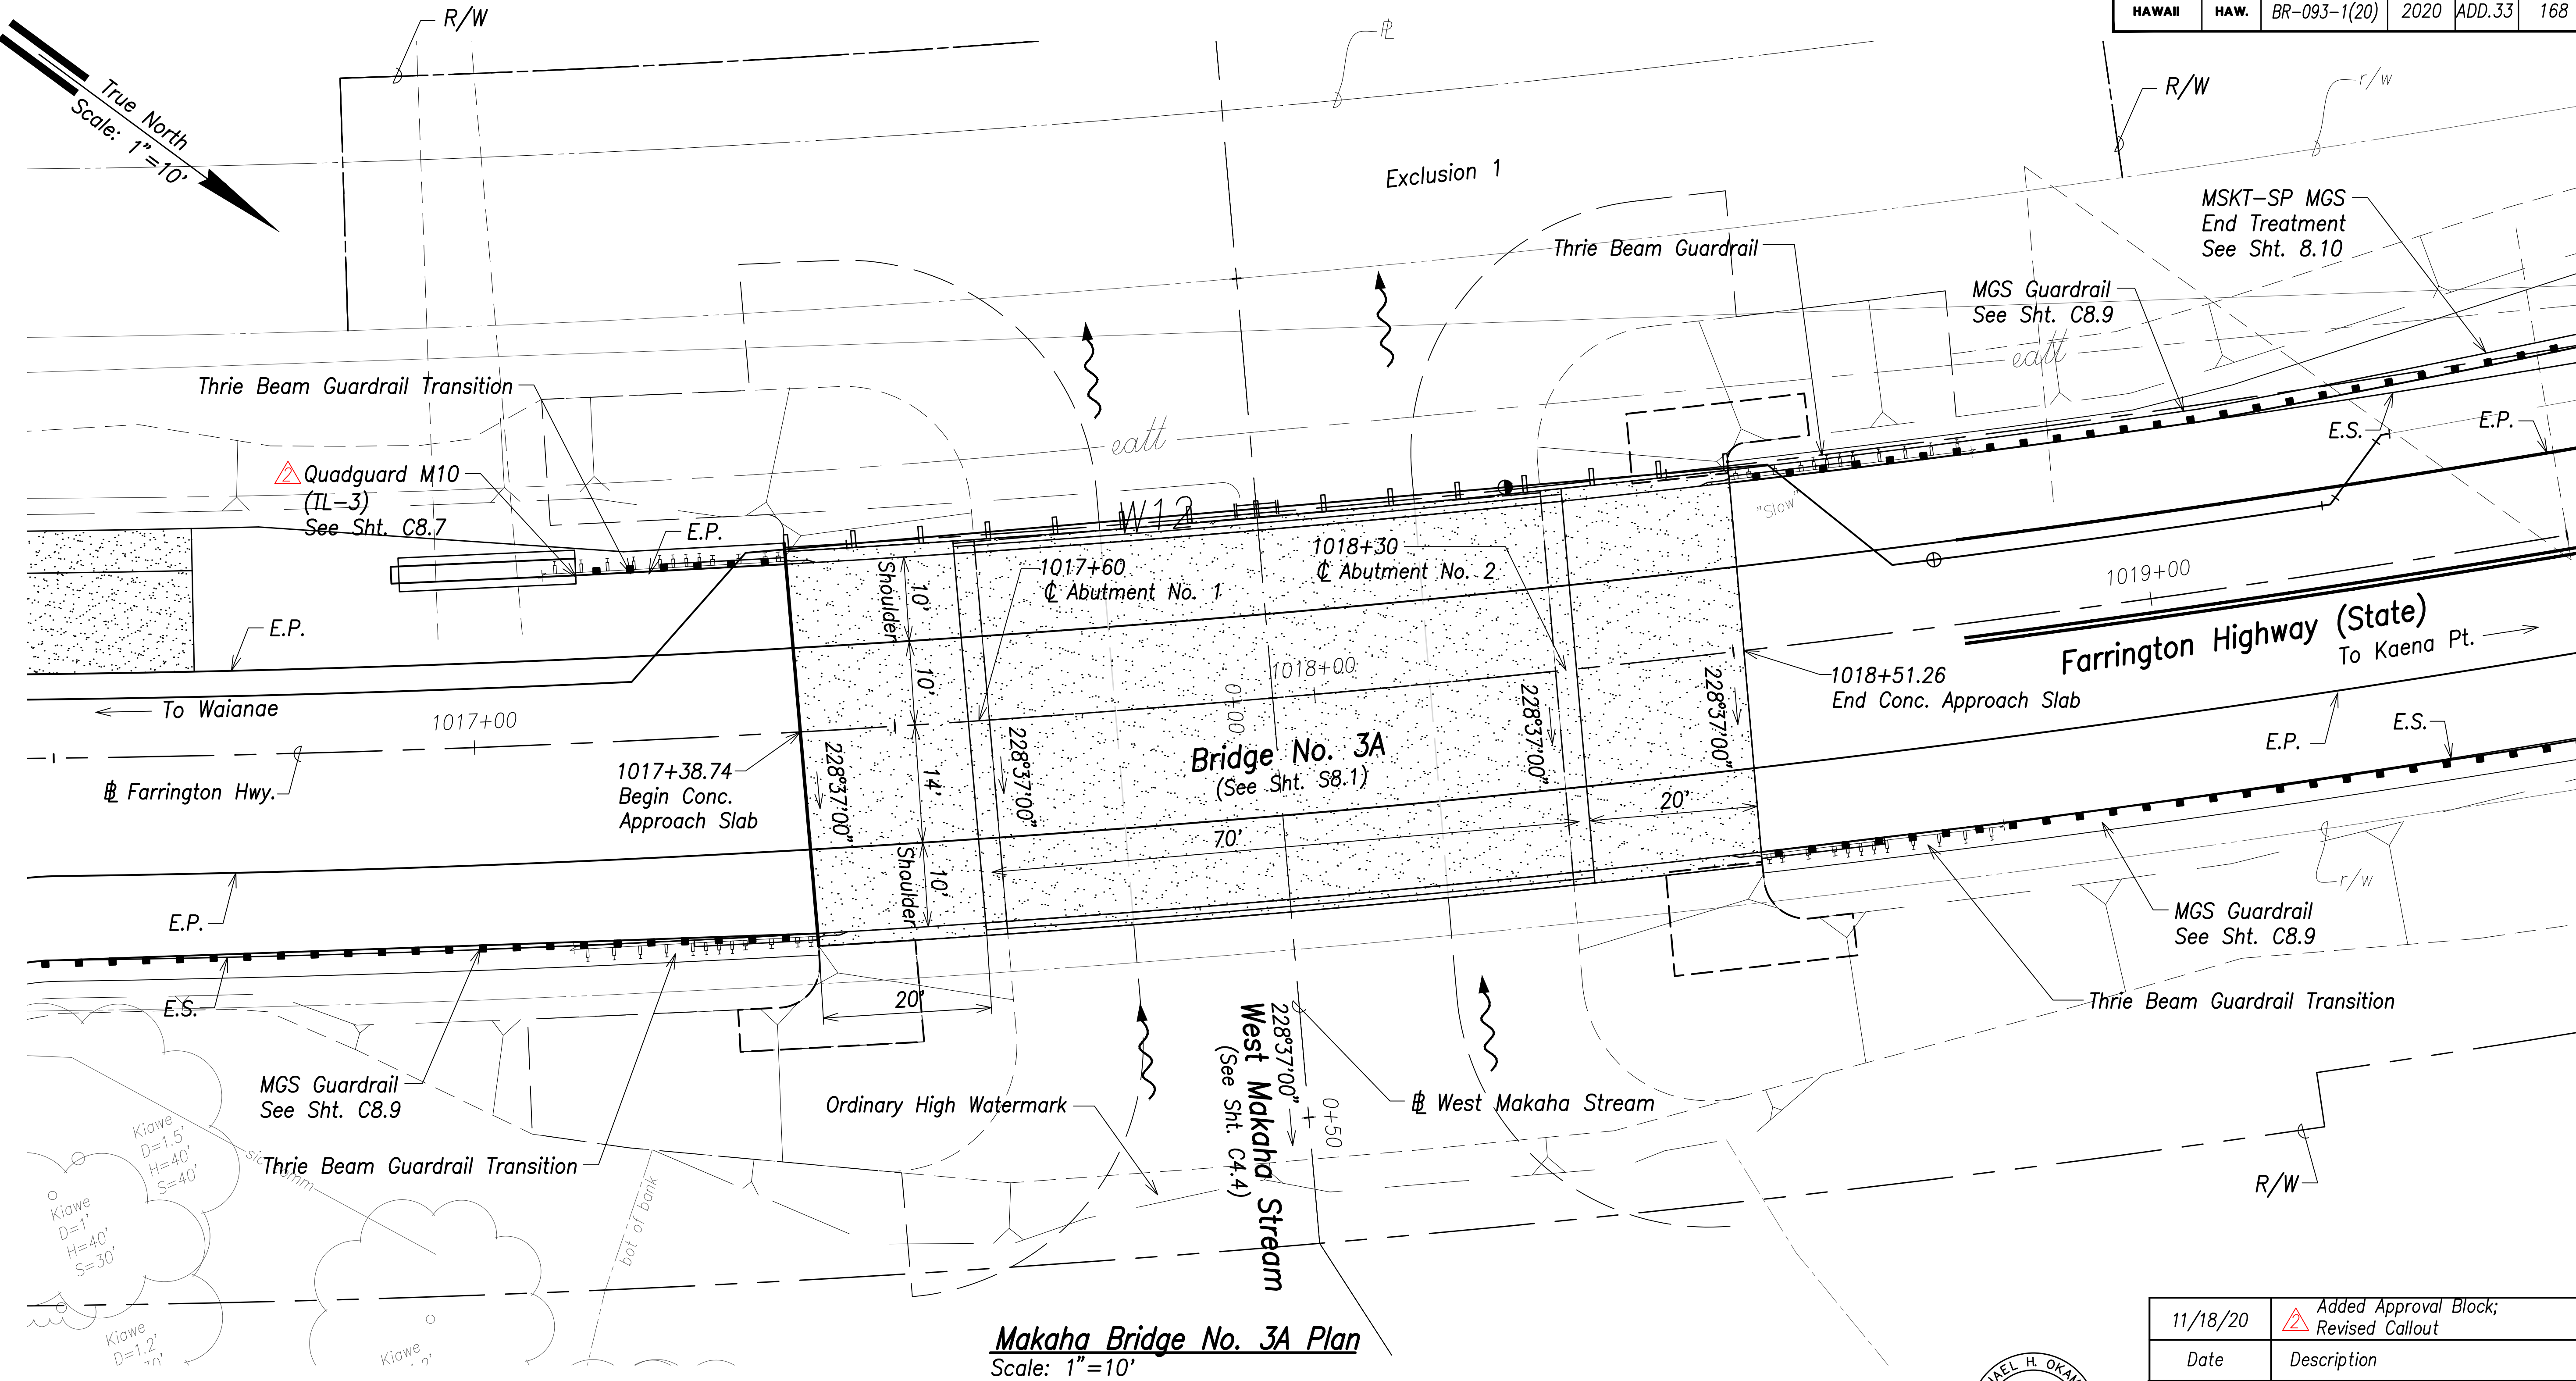 HAWAII HAW. BR-093-1(20) 2020 ADD.33 168
R/W
PL
R/W
r/w
True North
Scale: 1"=10'
Exclusion 1
MSKT-SP MGS
End Treatment
See Sht. 8.10
Thrie Beam Guardrail
MGS Guardrail
See Sht. C8.9
eatt
Thrie Beam Guardrail Transition
eatt
E.S.
E.P.
2 Quadguard M10
(TL-3)
See Sht. C8.7
E.P.
W12
"Slow"
1017+60
℄ Abutment No. 1
1018+30
℄ Abutment No. 2
Shoulder
10'
10'
14'
Shoulder
10'
1019+00
Farrington Highway (State)
To Kaena Pt.
E.P.
To Waianae
1017+00
1018+00
0+00
1018+51.26
End Conc. Approach Slab
BL Farrington Hwy.
1017+38.74
Begin Conc.
Approach Slab
228°37'00"
228°37'00"
228°37'00"
228°37'00"
Bridge No. 3A
(See Sht. S8.1)
20'
70'
E.P.
E.S.
E.P.
r/w
MGS Guardrail
See Sht. C8.9
E.S.
20'
Thrie Beam Guardrail Transition
MGS Guardrail
See Sht. C8.9
Ordinary High Watermark
228°37'00"
West Makaha Stream
(See Sht. C4.4)
0+50
BL West Makaha Stream
Thrie Beam Guardrail Transition
R/W
Kiawe
D=1.5'
H=40'
S=40'
Kiawe
D=1'
H=40'
S=30'
bot of bank
Kiawe
D=1.2'
Kiawe
Makaha Bridge No. 3A Plan
Scale: 1"=10'
11/18/20 2 Added Approval Block;
Revised Callout
Date Description